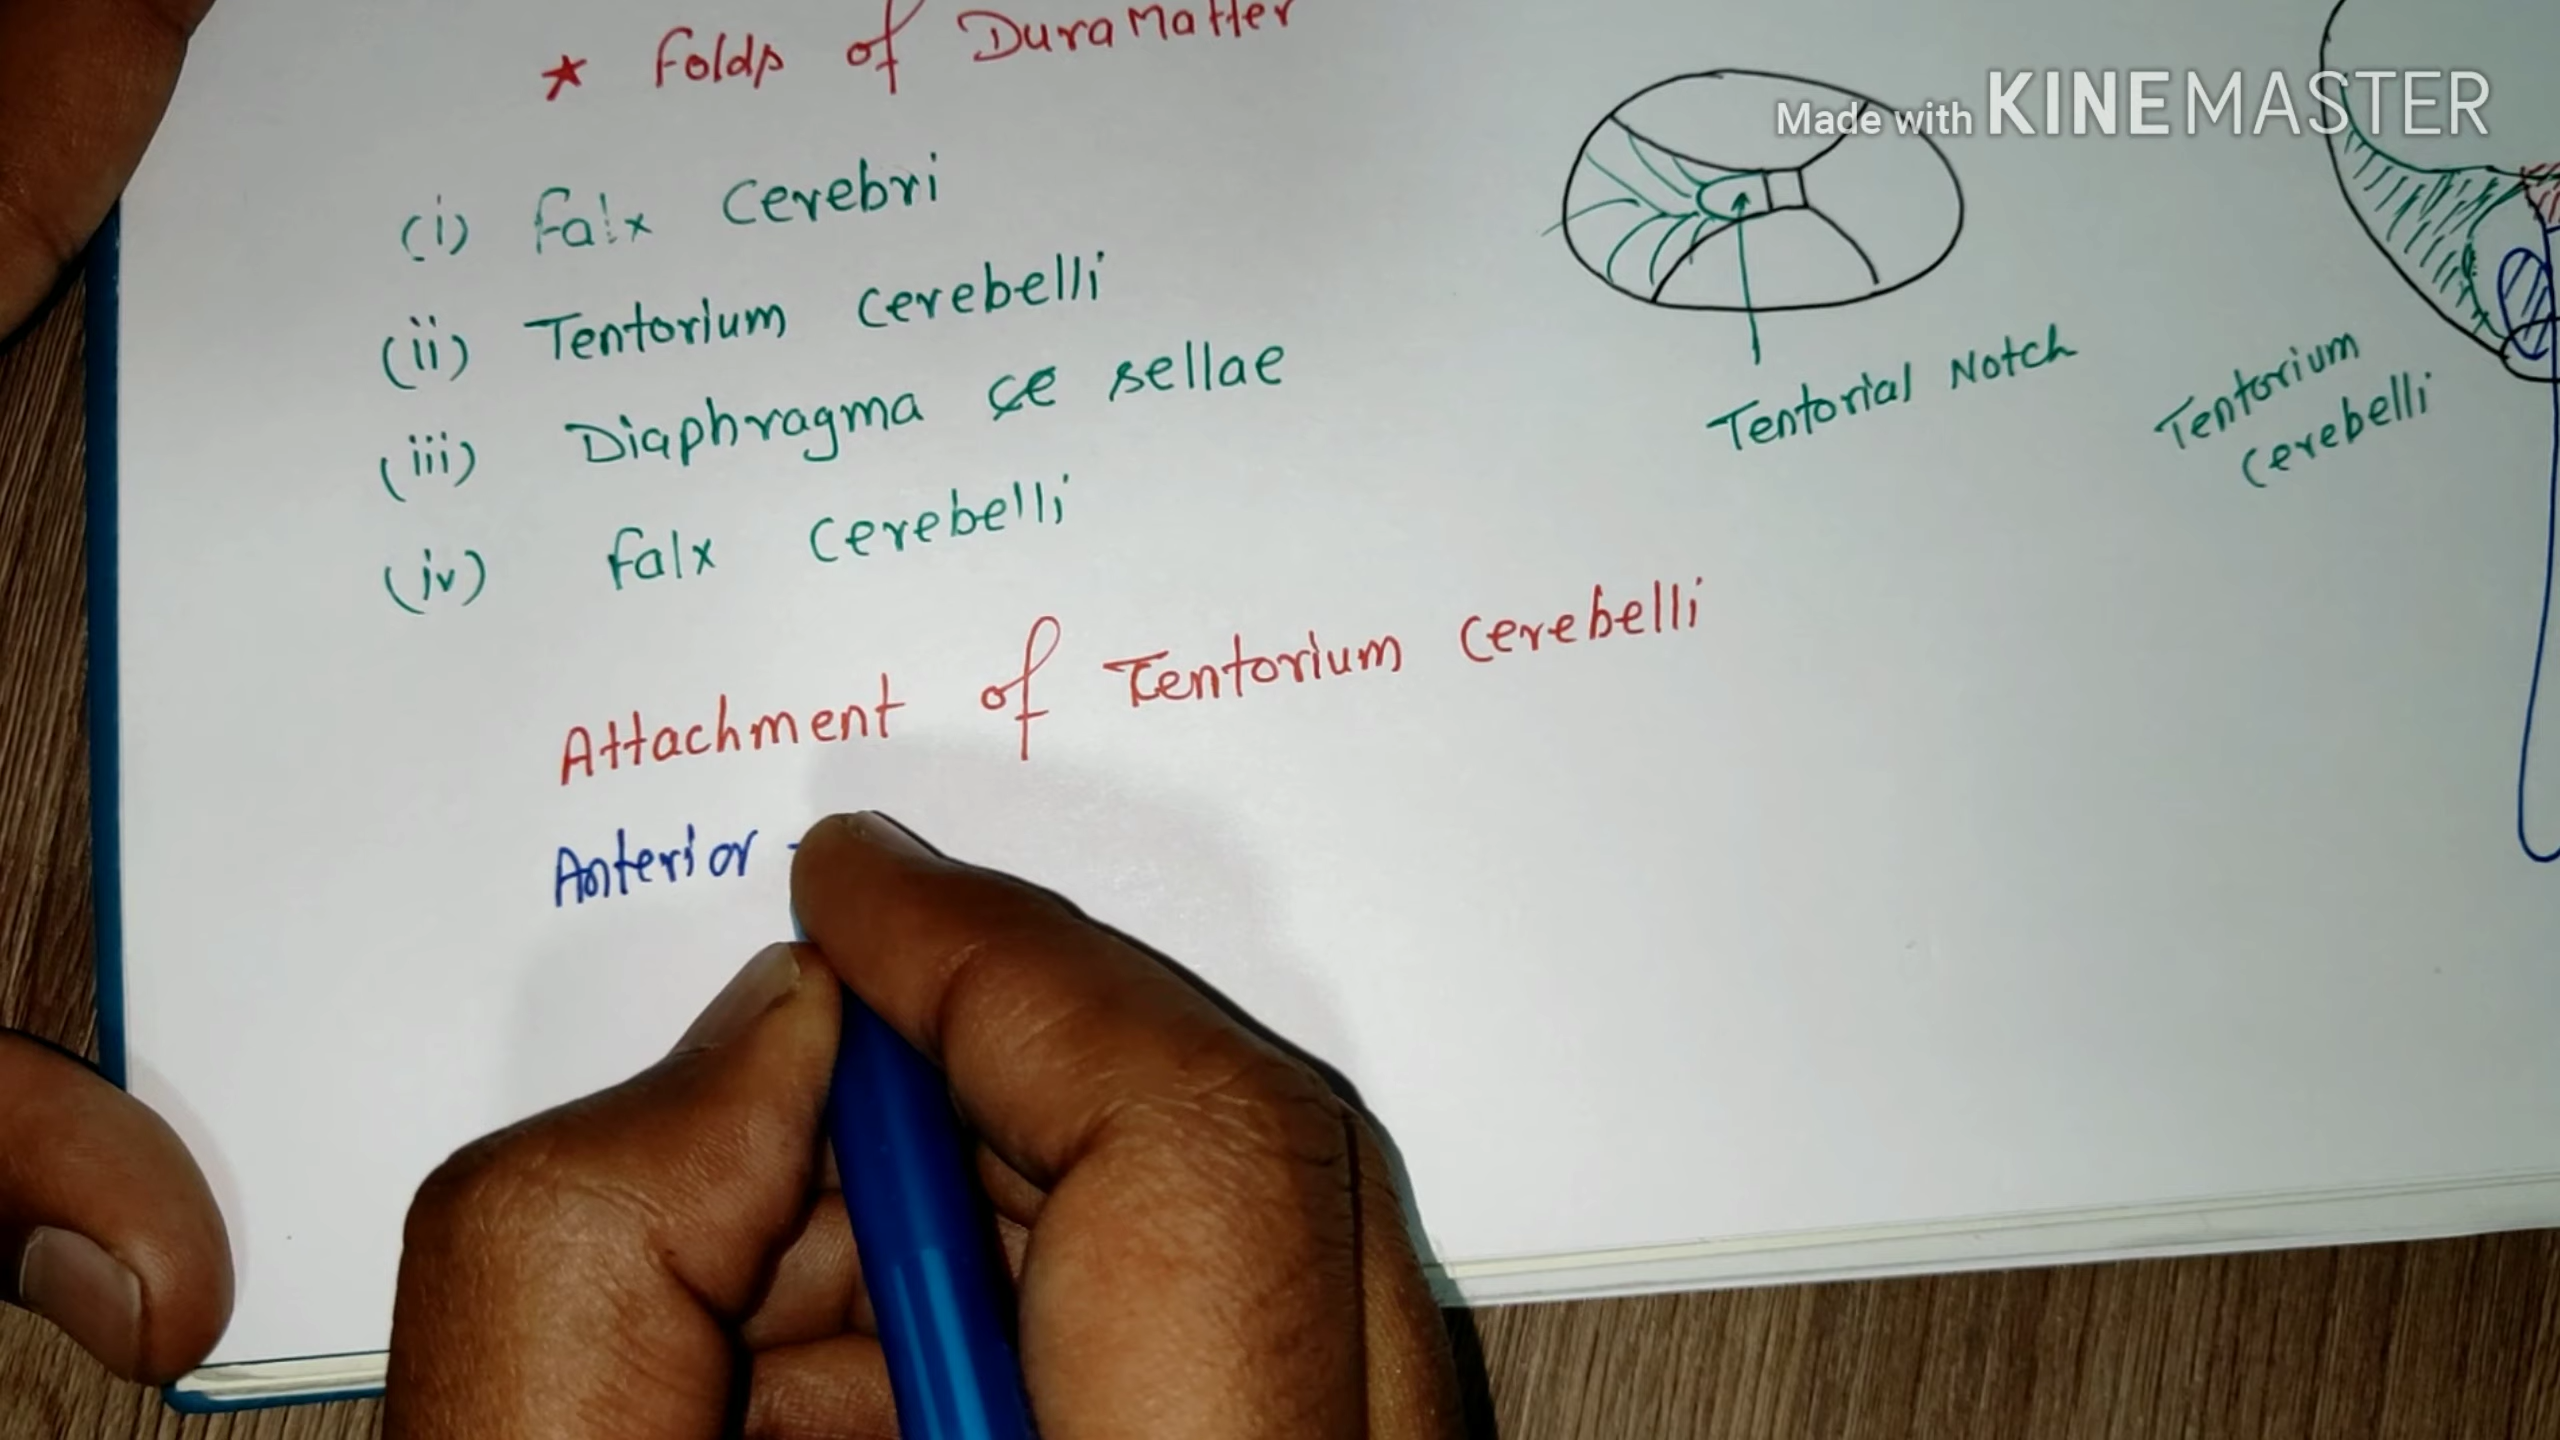 ★ Folds of Dura Matter
(i) Falx Cerebri
(ii) Tentorium Cerebelli
(iii) Diaphragma se sellae
(iv) Falx Cerebelli
Attachment of Tentorium Cerebelli
Anterior -
Tentorial Notch
Tentorium
Cerebelli
Made with KINEMASTER